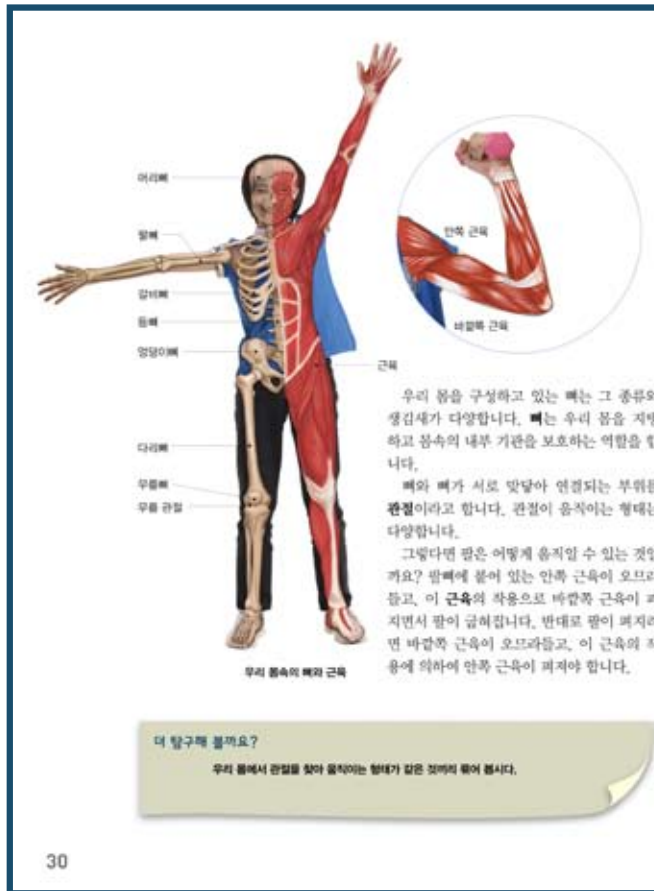 머리뼈
팔뼈
갈비뼈
등뼈
엉덩이뼈
다리뼈
무릎뼈
무릎 관절
근육
우리 몸속의 뼈와 근육
안쪽 근육
바깥쪽 근육
우리 몸을 구성하고 있는 뼈는 그 종류와
생김새가 다양합니다. 뼈는 우리 몸을 지탱
하고 몸속의 내부 기관을 보호하는 역할을 합
니다.
뼈와 뼈가 서로 맞닿아 연결되는 부위를
관절이라고 합니다. 관절이 움직이는 형태는
다양합니다.
그렇다면 팔은 어떻게 움직일 수 있는 것일
까요? 팔뼈에 붙어 있는 안쪽 근육이 오므라
들고, 이 근육의 작용으로 바깥쪽 근육이 펴
지면서 팔이 굽혀집니다. 반대로 팔이 펴지려
면 바깥쪽 근육이 오므라들고, 이 근육의 작
용에 의하여 안쪽 근육이 펴져야 합니다.
더 탐구해 볼까요?
우리 몸에서 관절을 찾아 움직이는 형태가 같은 것끼리 묶어 봅시다.
30